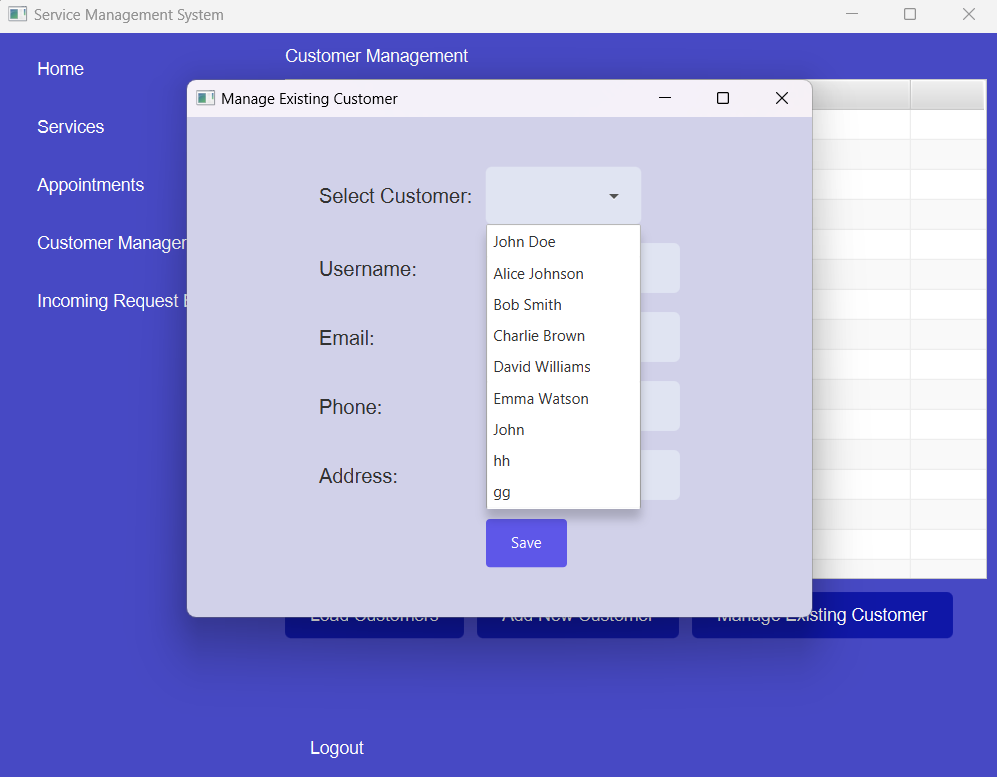 Service Management System
Home
Services
Appointments
Customer Manager
Incoming Request
Customer Management
Manage Existing Customer
Select Customer:
John Doe
Alice Johnson
Bob Smith
Charlie Brown
David Williams
Emma Watson
John
hh
gg
Username:
Email:
Phone:
Address:
Save
Load Customers
Add New Customer
Manage Existing Customer
Logout